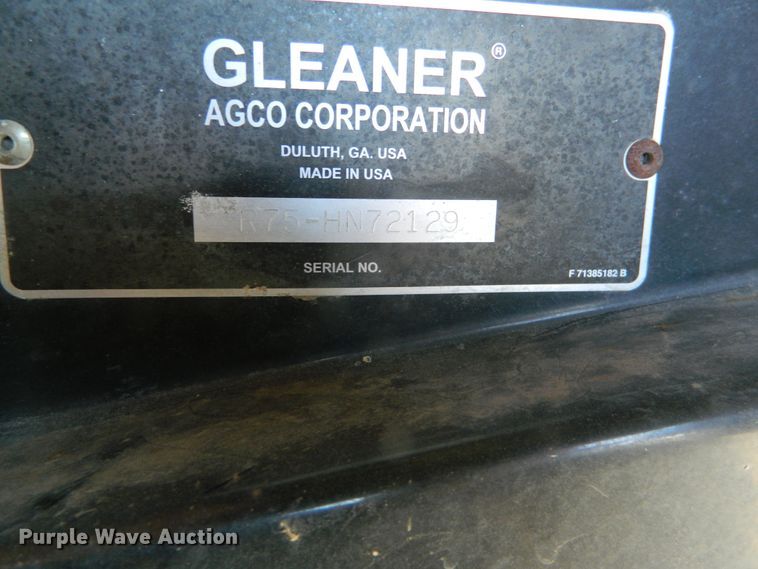 GLEANER®
AGCO CORPORATION
DULUTH, GA. USA
MADE IN USA
R75-HN72129
SERIAL NO.
F 71385182 B
Purple Wave Auction